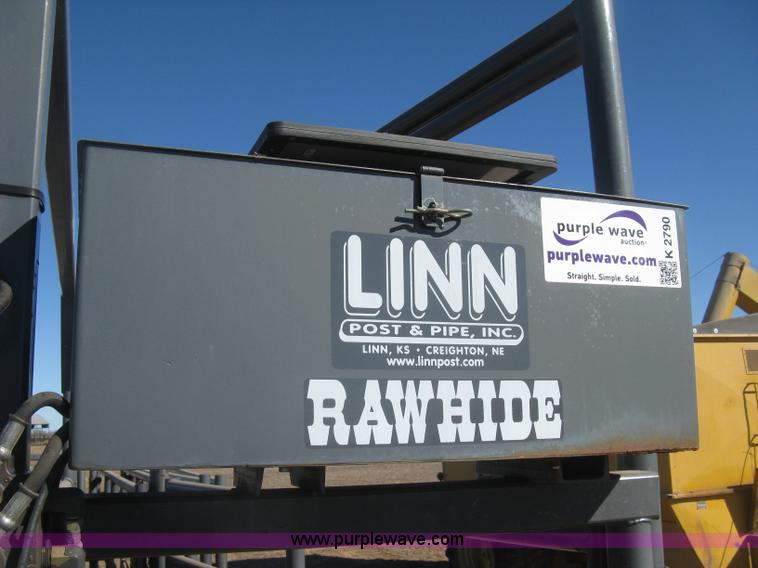 purple wave
auction
purplewave.com
Straight. Simple. Sold.
K 2790
LINN
POST & PIPE, INC.
LINN, KS • CREIGHTON, NE
www.linnpost.com
RAWHIDE
www.purplewave.com